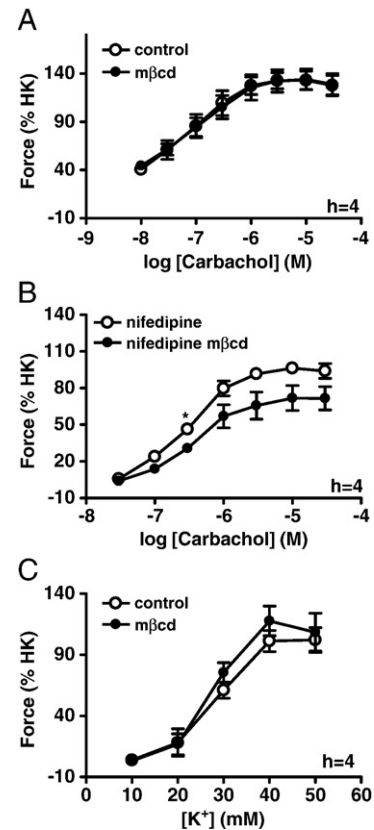 A
control
mβcd
140
90
40
-10
Force (% HK)
h=4
-9 -8 -7 -6 -5 -4
log [Carbachol] (M)
B
nifedipine
nifedipine mβcd
140
110
80
50
20
-10
Force (% HK)
*
h=4
-8 -7 -6 -5 -4
log [Carbachol] (M)
C
control
mβcd
140
90
40
-10
Force (% HK)
h=4
0 10 20 30 40 50 60
[K⁺] (mM)